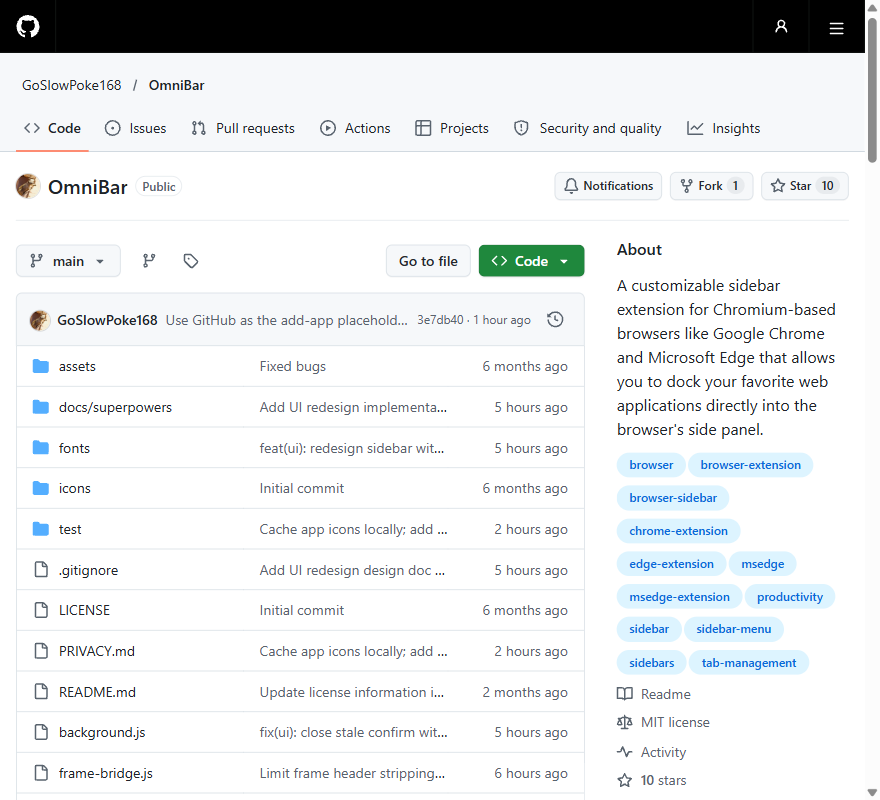 GoSlowPoke168 / OmniBar
Code Issues Pull requests Actions Projects Security and quality Insights
OmniBar Public Notifications Fork 1 Star 10
main Go to file Code
GoSlowPoke168 Use GitHub as the add-app placehold... 3e7db40 · 1 hour ago
assets Fixed bugs 6 months ago
docs/superpowers Add UI redesign implementa... 5 hours ago
fonts feat(ui): redesign sidebar wit... 5 hours ago
icons Initial commit 6 months ago
test Cache app icons locally; add ... 2 hours ago
.gitignore Add UI redesign design doc ... 5 hours ago
LICENSE Initial commit 6 months ago
PRIVACY.md Cache app icons locally; add ... 2 hours ago
README.md Update license information i... 2 months ago
background.js fix(ui): close stale confirm wit... 5 hours ago
frame-bridge.js Limit frame header stripping... 6 hours ago
About
A customizable sidebar
extension for Chromium-based
browsers like Google Chrome
and Microsoft Edge that allows
you to dock your favorite web
applications directly into the
browser's side panel.
browser browser-extension
browser-sidebar
chrome-extension
edge-extension msedge
msedge-extension productivity
sidebar sidebar-menu
sidebars tab-management
Readme
MIT license
Activity
10 stars